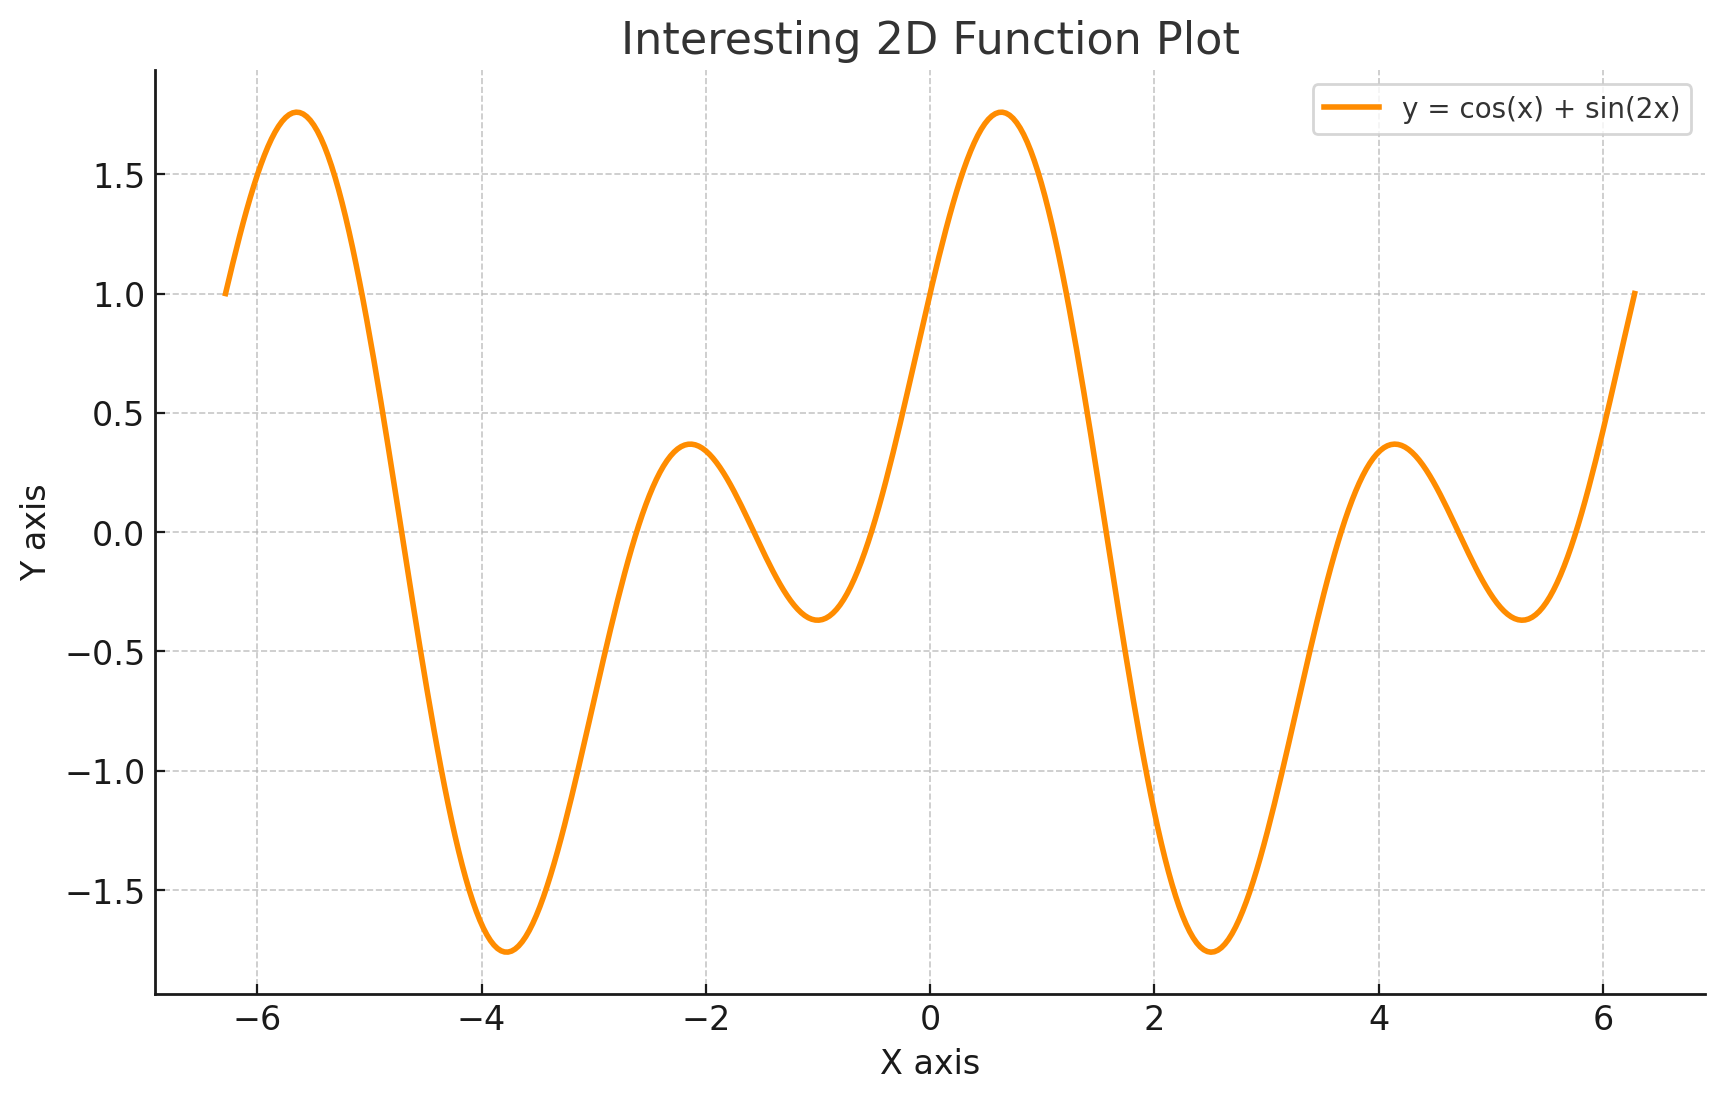 Interesting 2D Function Plot
y = cos(x) + sin(2x)
1.5
1.0
0.5
0.0
−0.5
−1.0
−1.5
Y axis
−6 −4 −2 0 2 4 6
X axis